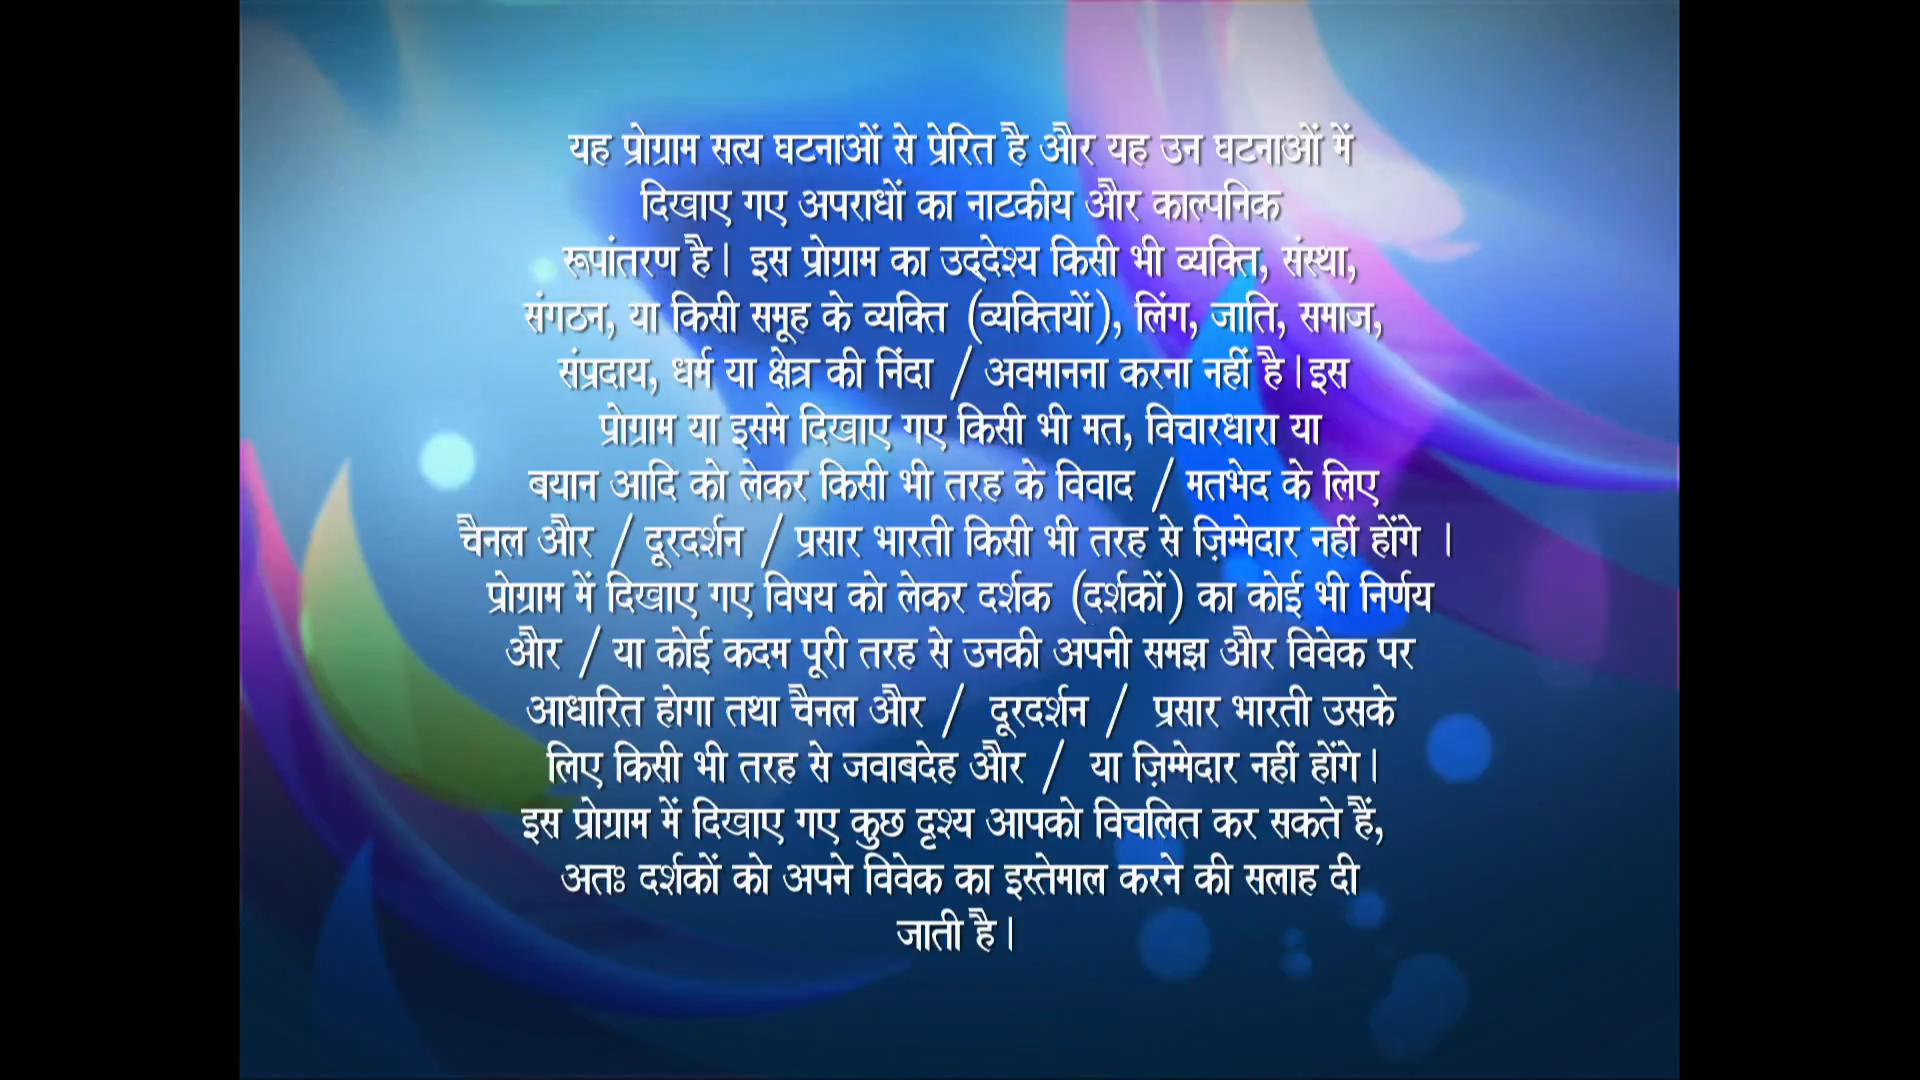 यह प्रोग्राम सत्य घटनाओं से प्रेरित है और यह उन घटनाओं में
दिखाए गए अपराधों का नाटकीय और काल्पनिक
रूपांतरण है। इस प्रोग्राम का उद्देश्य किसी भी व्यक्ति, संस्था,
संगठन, या किसी समूह के व्यक्ति (व्यक्तियों), लिंग, जाति, समाज,
संप्रदाय, धर्म या क्षेत्र की निंदा / अवमानना करना नहीं है।इस
प्रोग्राम या इसमे दिखाए गए किसी भी मत, विचारधारा या
बयान आदि को लेकर किसी भी तरह के विवाद / मतभेद के लिए
चैनल और / दूरदर्शन / प्रसार भारती किसी भी तरह से ज़िम्मेदार नहीं होंगे ।
प्रोग्राम में दिखाए गए विषय को लेकर दर्शक (दर्शकों) का कोई भी निर्णय
और / या कोई कदम पूरी तरह से उनकी अपनी समझ और विवेक पर
आधारित होगा तथा चैनल और / दूरदर्शन / प्रसार भारती उसके
लिए किसी भी तरह से जवाबदेह और / या ज़िम्मेदार नहीं होंगे।
इस प्रोग्राम में दिखाए गए कुछ दृश्य आपको विचलित कर सकते हैं,
अतः दर्शकों को अपने विवेक का इस्तेमाल करने की सलाह दी
जाती है।